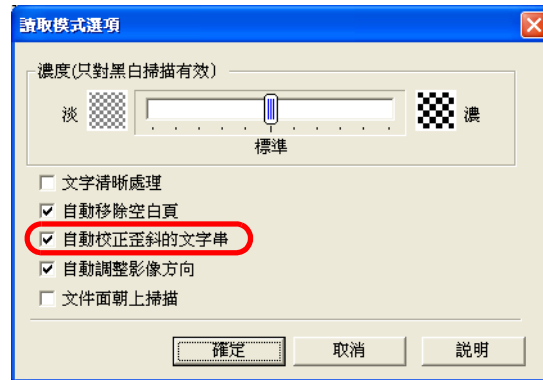 讀取模式選項
濃度(只對黑白掃描有效)
淡 濃
標準
文字清晰處理
自動移除空白頁
自動校正歪斜的文字串
自動調整影像方向
文件面朝上掃描
確定 取消 説明